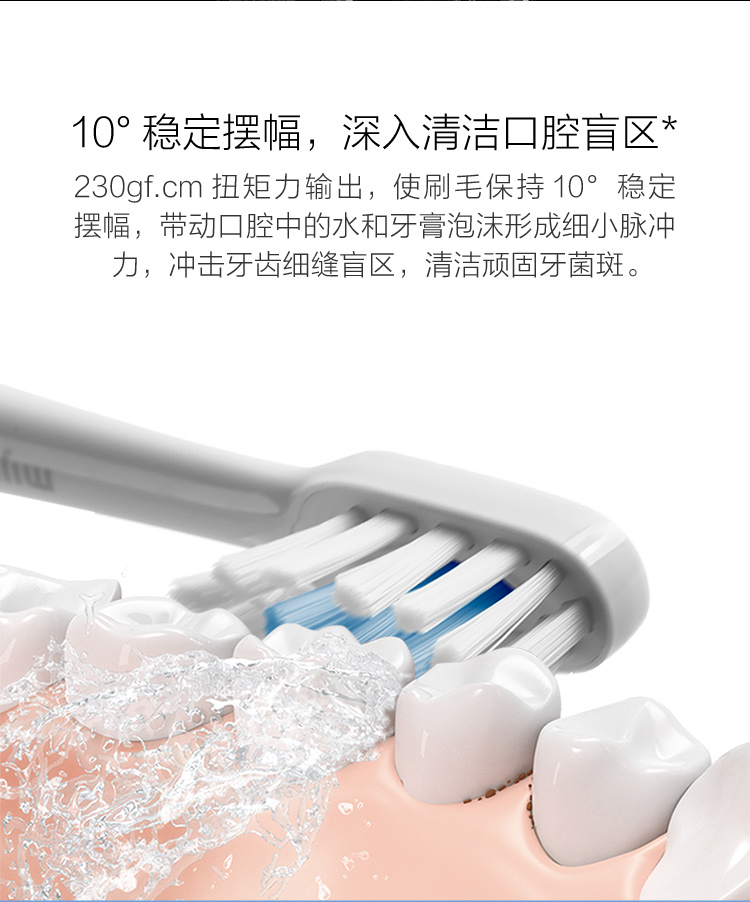 10° 稳定摆幅，深入清洁口腔盲区*
230gf.cm 扭矩力输出，使刷毛保持 10° 稳定
摆幅，带动口腔中的水和牙膏泡沫形成细小脉冲
力，冲击牙齿细缝盲区，清洁顽固牙菌斑。